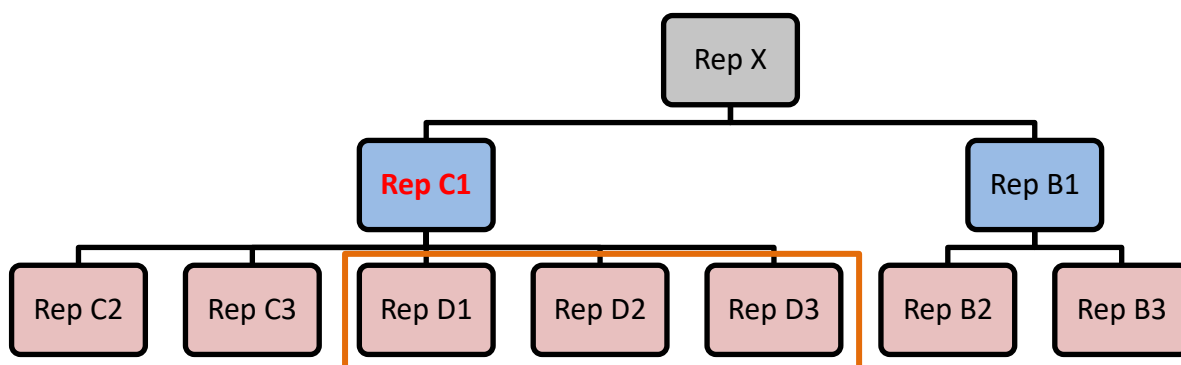 Rep X
Rep C1
Rep B1
Rep C2
Rep C3
Rep D1
Rep D2
Rep D3
Rep B2
Rep B3